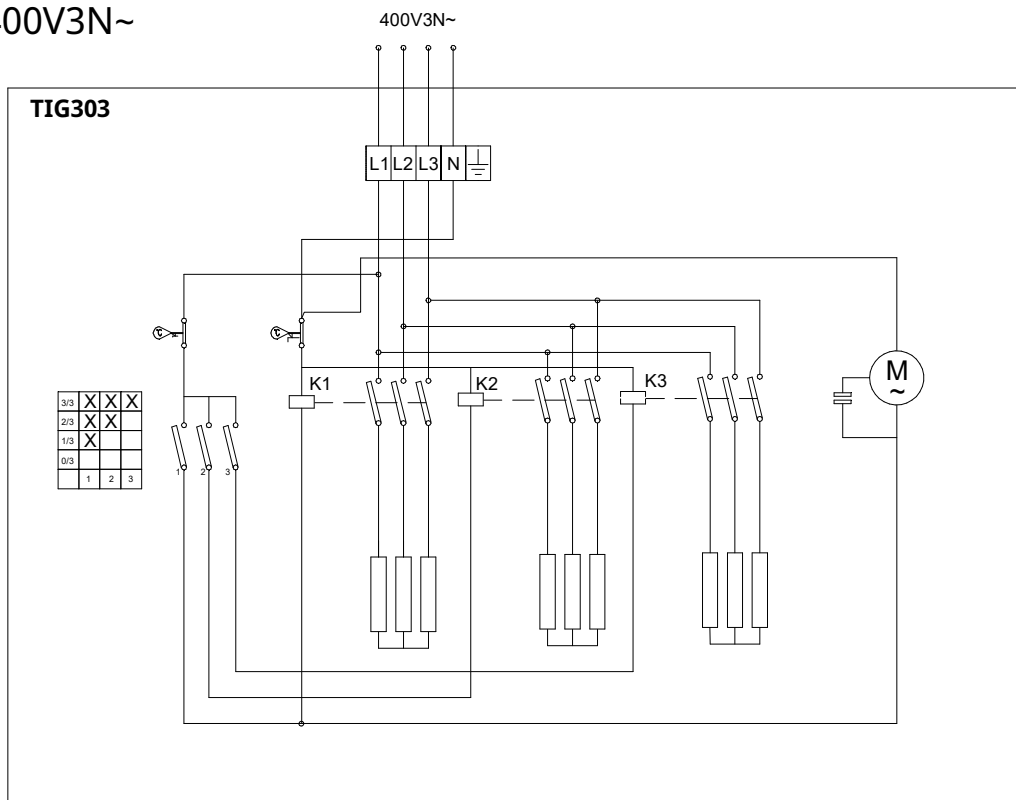 00V3N~
400V3N~
TIG303
L1 L2 L3 N
℃ ℃
K1 K2 K3
M
~
3/3 X X X
2/3 X X
1/3 X
0/3
1 2 3
1 2 3